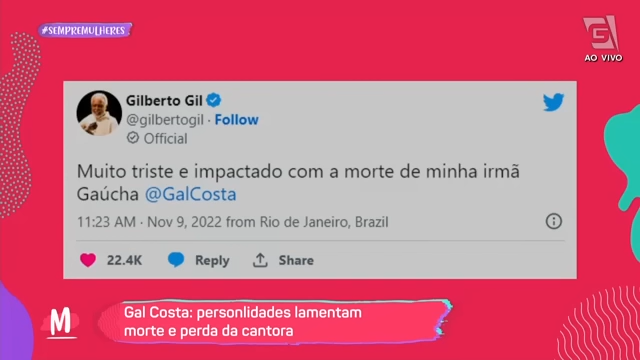 #SEMPREMULHERES
G
AO VIVO
Gilberto Gil
@gilbertogil · Follow
Official
Muito triste e impactado com a morte de minha irmã
Gaúcha @GalCosta
11:23 AM · Nov 9, 2022 from Rio de Janeiro, Brazil
22.4K Reply Share
M
Gal Costa: personlidades lamentam
morte e perda da cantora